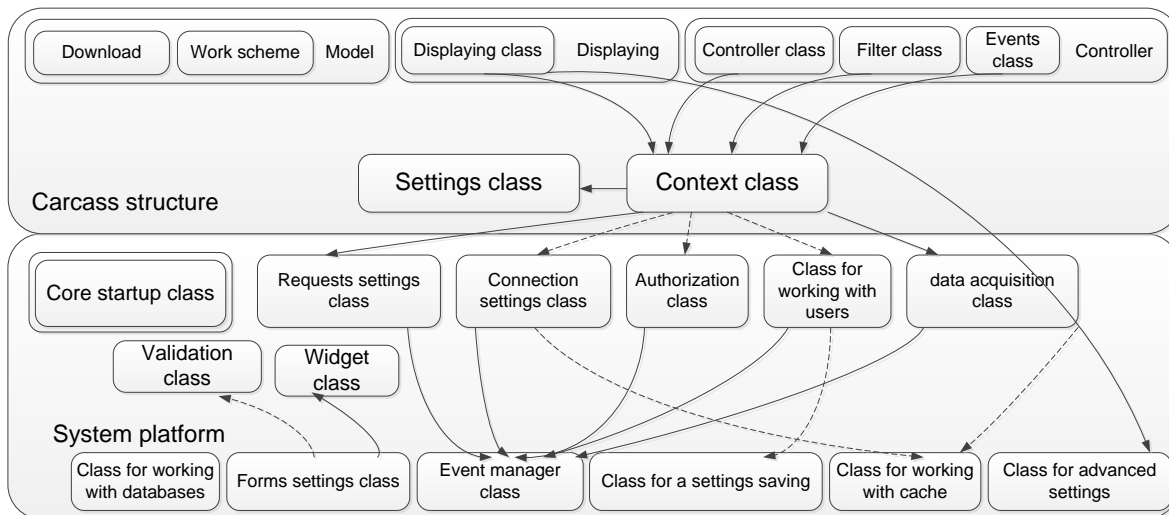 Download
Work scheme
Model
Displaying class
Displaying
Controller class
Filter class
Events
class
Controller
Settings class
Context class
Carcass structure
Core startup class
Requests settings
class
Connection
settings class
Authorization
class
Class for
working with
users
data acquisition
class
Validation
class
Widget
class
System platform
Class for working
with databases
Forms settings class
Event manager
class
Class for a settings saving
Class for working
with cache
Class for advanced
settings